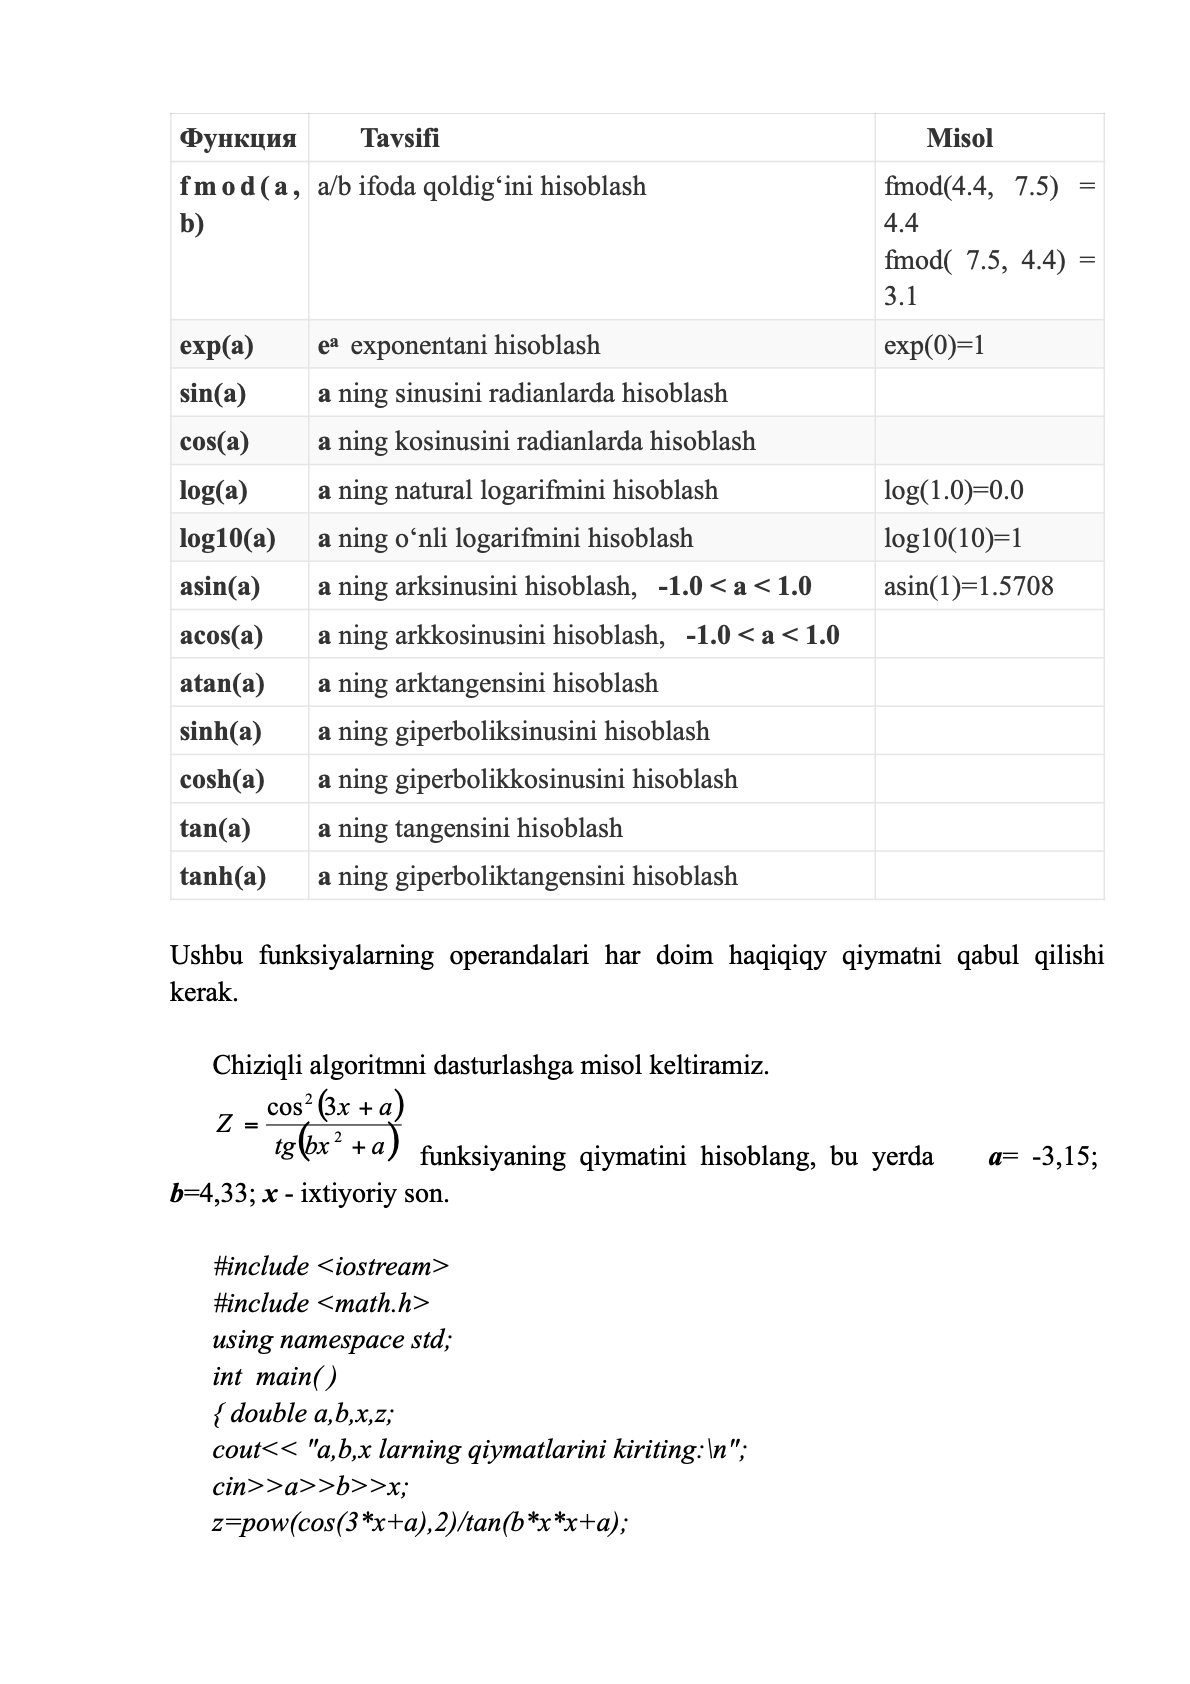 Функция Tavsifi Misol
fmod(a, a/b ifoda qoldig‘ini hisoblash fmod(4.4, 7.5) =
b) 4.4
fmod( 7.5, 4.4) =
3.1
exp(a) eᵃ exponentani hisoblash exp(0)=1
sin(a) a ning sinusini radianlarda hisoblash
cos(a) a ning kosinusini radianlarda hisoblash
log(a) a ning natural logarifmini hisoblash log(1.0)=0.0
log10(a) a ning o‘nli logarifmini hisoblash log10(10)=1
asin(a) a ning arksinusini hisoblash, -1.0 < a < 1.0 asin(1)=1.5708
acos(a) a ning arkkosinusini hisoblash, -1.0 < a < 1.0
atan(a) a ning arktangensini hisoblash
sinh(a) a ning giperboliksinusini hisoblash
cosh(a) a ning giperbolikkosinusini hisoblash
tan(a) a ning tangensini hisoblash
tanh(a) a ning giperboliktangensini hisoblash
Ushbu funksiyalarning operandalari har doim haqiqiqy qiymatni qabul qilishi
kerak.
Chiziqli algoritmni dasturlashga misol keltiramiz.
cos²(3x + a)
Z =
tg(bx² + a) funksiyaning qiymatini hisoblang, bu yerda a= -3,15;
b=4,33; x - ixtiyoriy son.
#include <iostream>
#include <math.h>
using namespace std;
int main( )
{ double a,b,x,z;
cout<< "a,b,x larning qiymatlarini kiriting:\n";
cin>>a>>b>>x;
z=pow(cos(3*x+a),2)/tan(b*x*x+a);